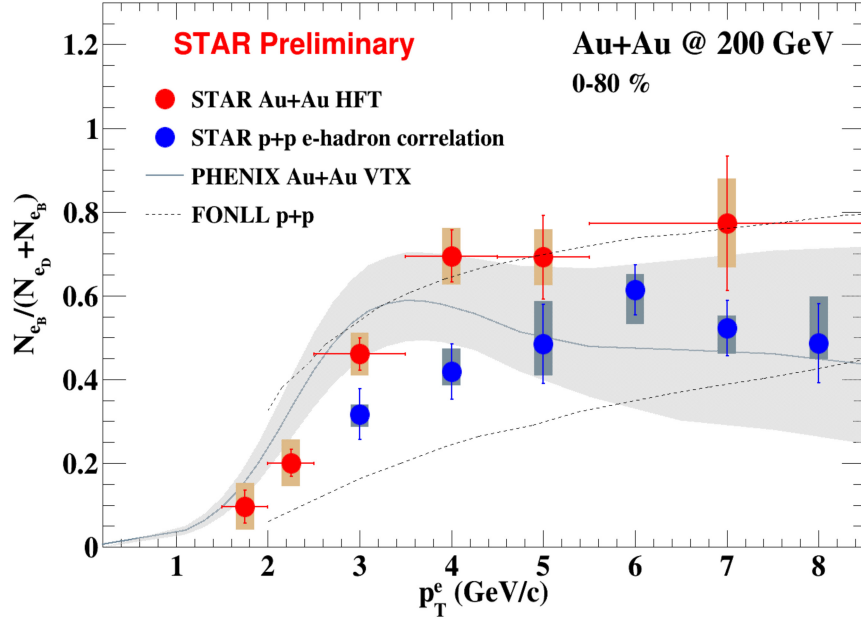 STAR Preliminary
Au+Au @ 200 GeV
0-80 %
STAR Au+Au HFT
STAR p+p e-hadron correlation
PHENIX Au+Au VTX
FONLL p+p
N_{e_B}/(N_{e_D}+N_{e_B})
1.2
1
0.8
0.6
0.4
0.2
0
1 2 3 4 5 6 7 8
p_T^e (GeV/c)